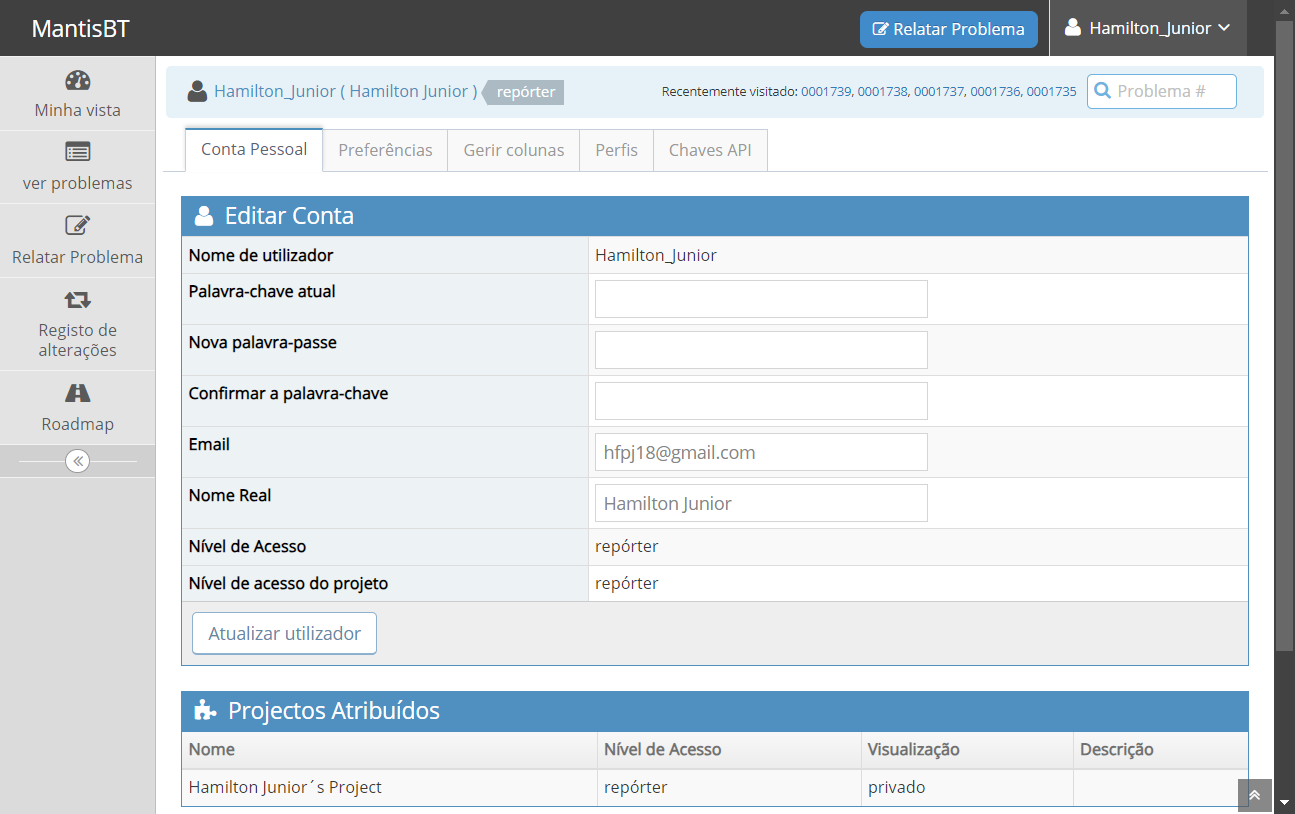 MantisBT
Relatar Problema
Hamilton_Junior
Minha vista
ver problemas
Relatar Problema
Registo de
alterações
Roadmap
Hamilton_Junior ( Hamilton Junior ) repórter
Recentemente visitado: 0001739, 0001738, 0001737, 0001736, 0001735
Problema #
Conta Pessoal
Preferências
Gerir colunas
Perfis
Chaves API
Editar Conta
Nome de utilizador Hamilton_Junior
Palavra-chave atual
Nova palavra-passe
Confirmar a palavra-chave
Email hfpj18@gmail.com
Nome Real Hamilton Junior
Nível de Acesso repórter
Nível de acesso do projeto repórter
Atualizar utilizador
Projectos Atribuídos
Nome Nível de Acesso Visualização Descrição
Hamilton Junior´s Project repórter privado